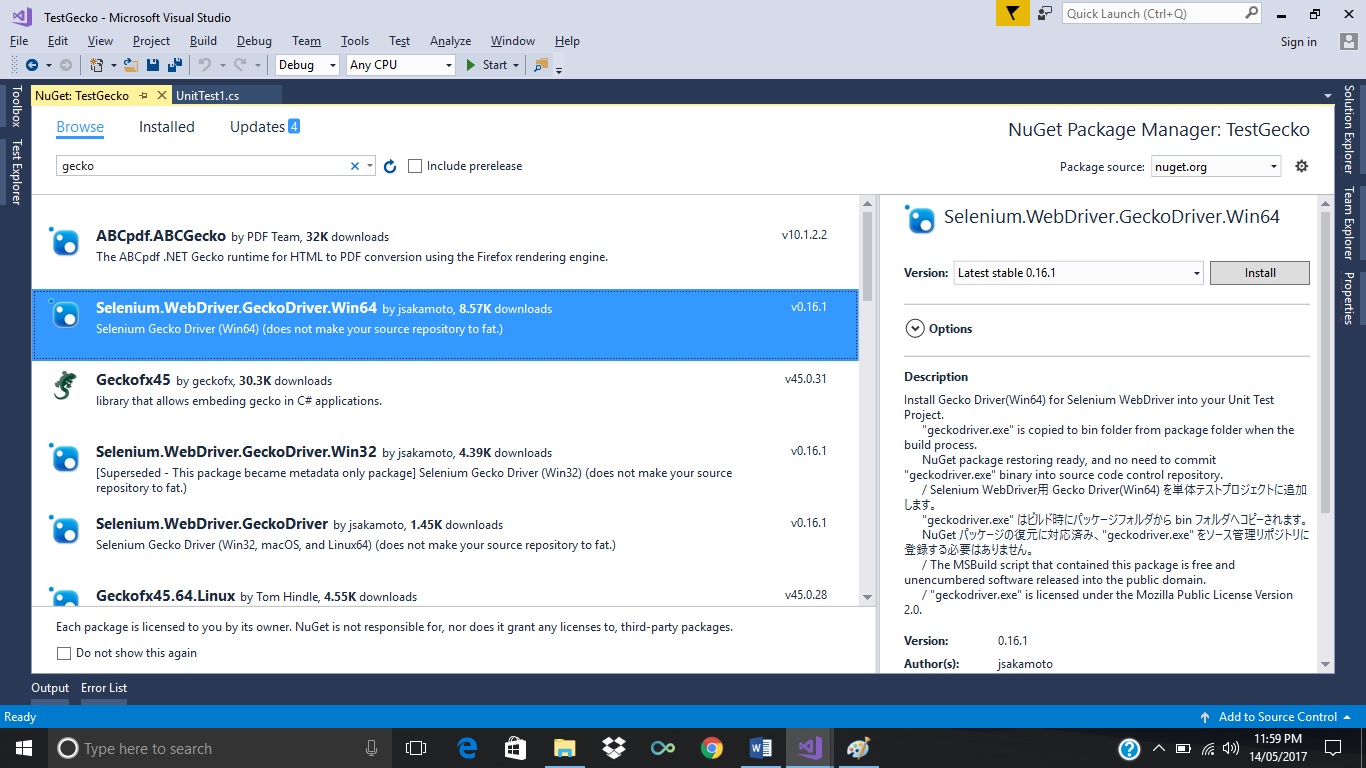 TestGecko - Microsoft Visual Studio
Quick Launch (Ctrl+Q)
File Edit View Project Build Debug Team Tools Test Analyze Window Help
Sign in
Debug Any CPU Start
Toolbox
Test Explorer
NuGet: TestGecko UnitTest1.cs
Browse Installed Updates 4
NuGet Package Manager: TestGecko
gecko Include prerelease
Package source: nuget.org
ABCpdf.ABCGecko by PDF Team, 32K downloads v10.1.2.2
The ABCpdf .NET Gecko runtime for HTML to PDF conversion using the Firefox rendering engine.
Selenium.WebDriver.GeckoDriver.Win64 by jsakamoto, 8.57K downloads v0.16.1
Selenium Gecko Driver (Win64) (does not make your source repository to fat.)
Geckofx45 by geckofx, 30.3K downloads v45.0.31
library that allows embeding gecko in C# applications.
Selenium.WebDriver.GeckoDriver.Win32 by jsakamoto, 4.39K downloads v0.16.1
[Superseded - This package became metadata only package] Selenium Gecko Driver (Win32) (does not make your source
repository to fat.)
Selenium.WebDriver.GeckoDriver by jsakamoto, 1.45K downloads v0.16.1
Selenium Gecko Driver (Win32, macOS, and Linux64) (does not make your source repository to fat.)
Geckofx45.64.Linux by Tom Hindle, 4.55K downloads v45.0.28
Each package is licensed to you by its owner. NuGet is not responsible for, nor does it grant any licenses to, third-party packages.
Do not show this again
Selenium.WebDriver.GeckoDriver.Win64
Version: Latest stable 0.16.1 Install
Options
Description
Install Gecko Driver(Win64) for Selenium WebDriver into your Unit Test
Project.
"geckodriver.exe" is copied to bin folder from package folder when the
build process.
NuGet package restoring ready, and no need to commit
"geckodriver.exe" binary into source code control repository.
/ Selenium WebDriver用 Gecko Driver(Win64) を単体テストプロジェクトに追加
します。
"geckodriver.exe" はビルド時にパッケージフォルダから bin フォルダへコピーされます。
NuGet パッケージの復元に対応済み、"geckodriver.exe" をソース管理リポジトリに
登録する必要はありません。
/ The MSBuild script that contained this package is free and
unencumbered software released into the public domain.
/ "geckodriver.exe" is licensed under the Mozilla Public License Version
2.0.
Version: 0.16.1
Author(s): jsakamoto
Solution Explorer
Team Explorer
Properties
Output Error List
Ready
Add to Source Control
Type here to search
11:59 PM
14/05/2017